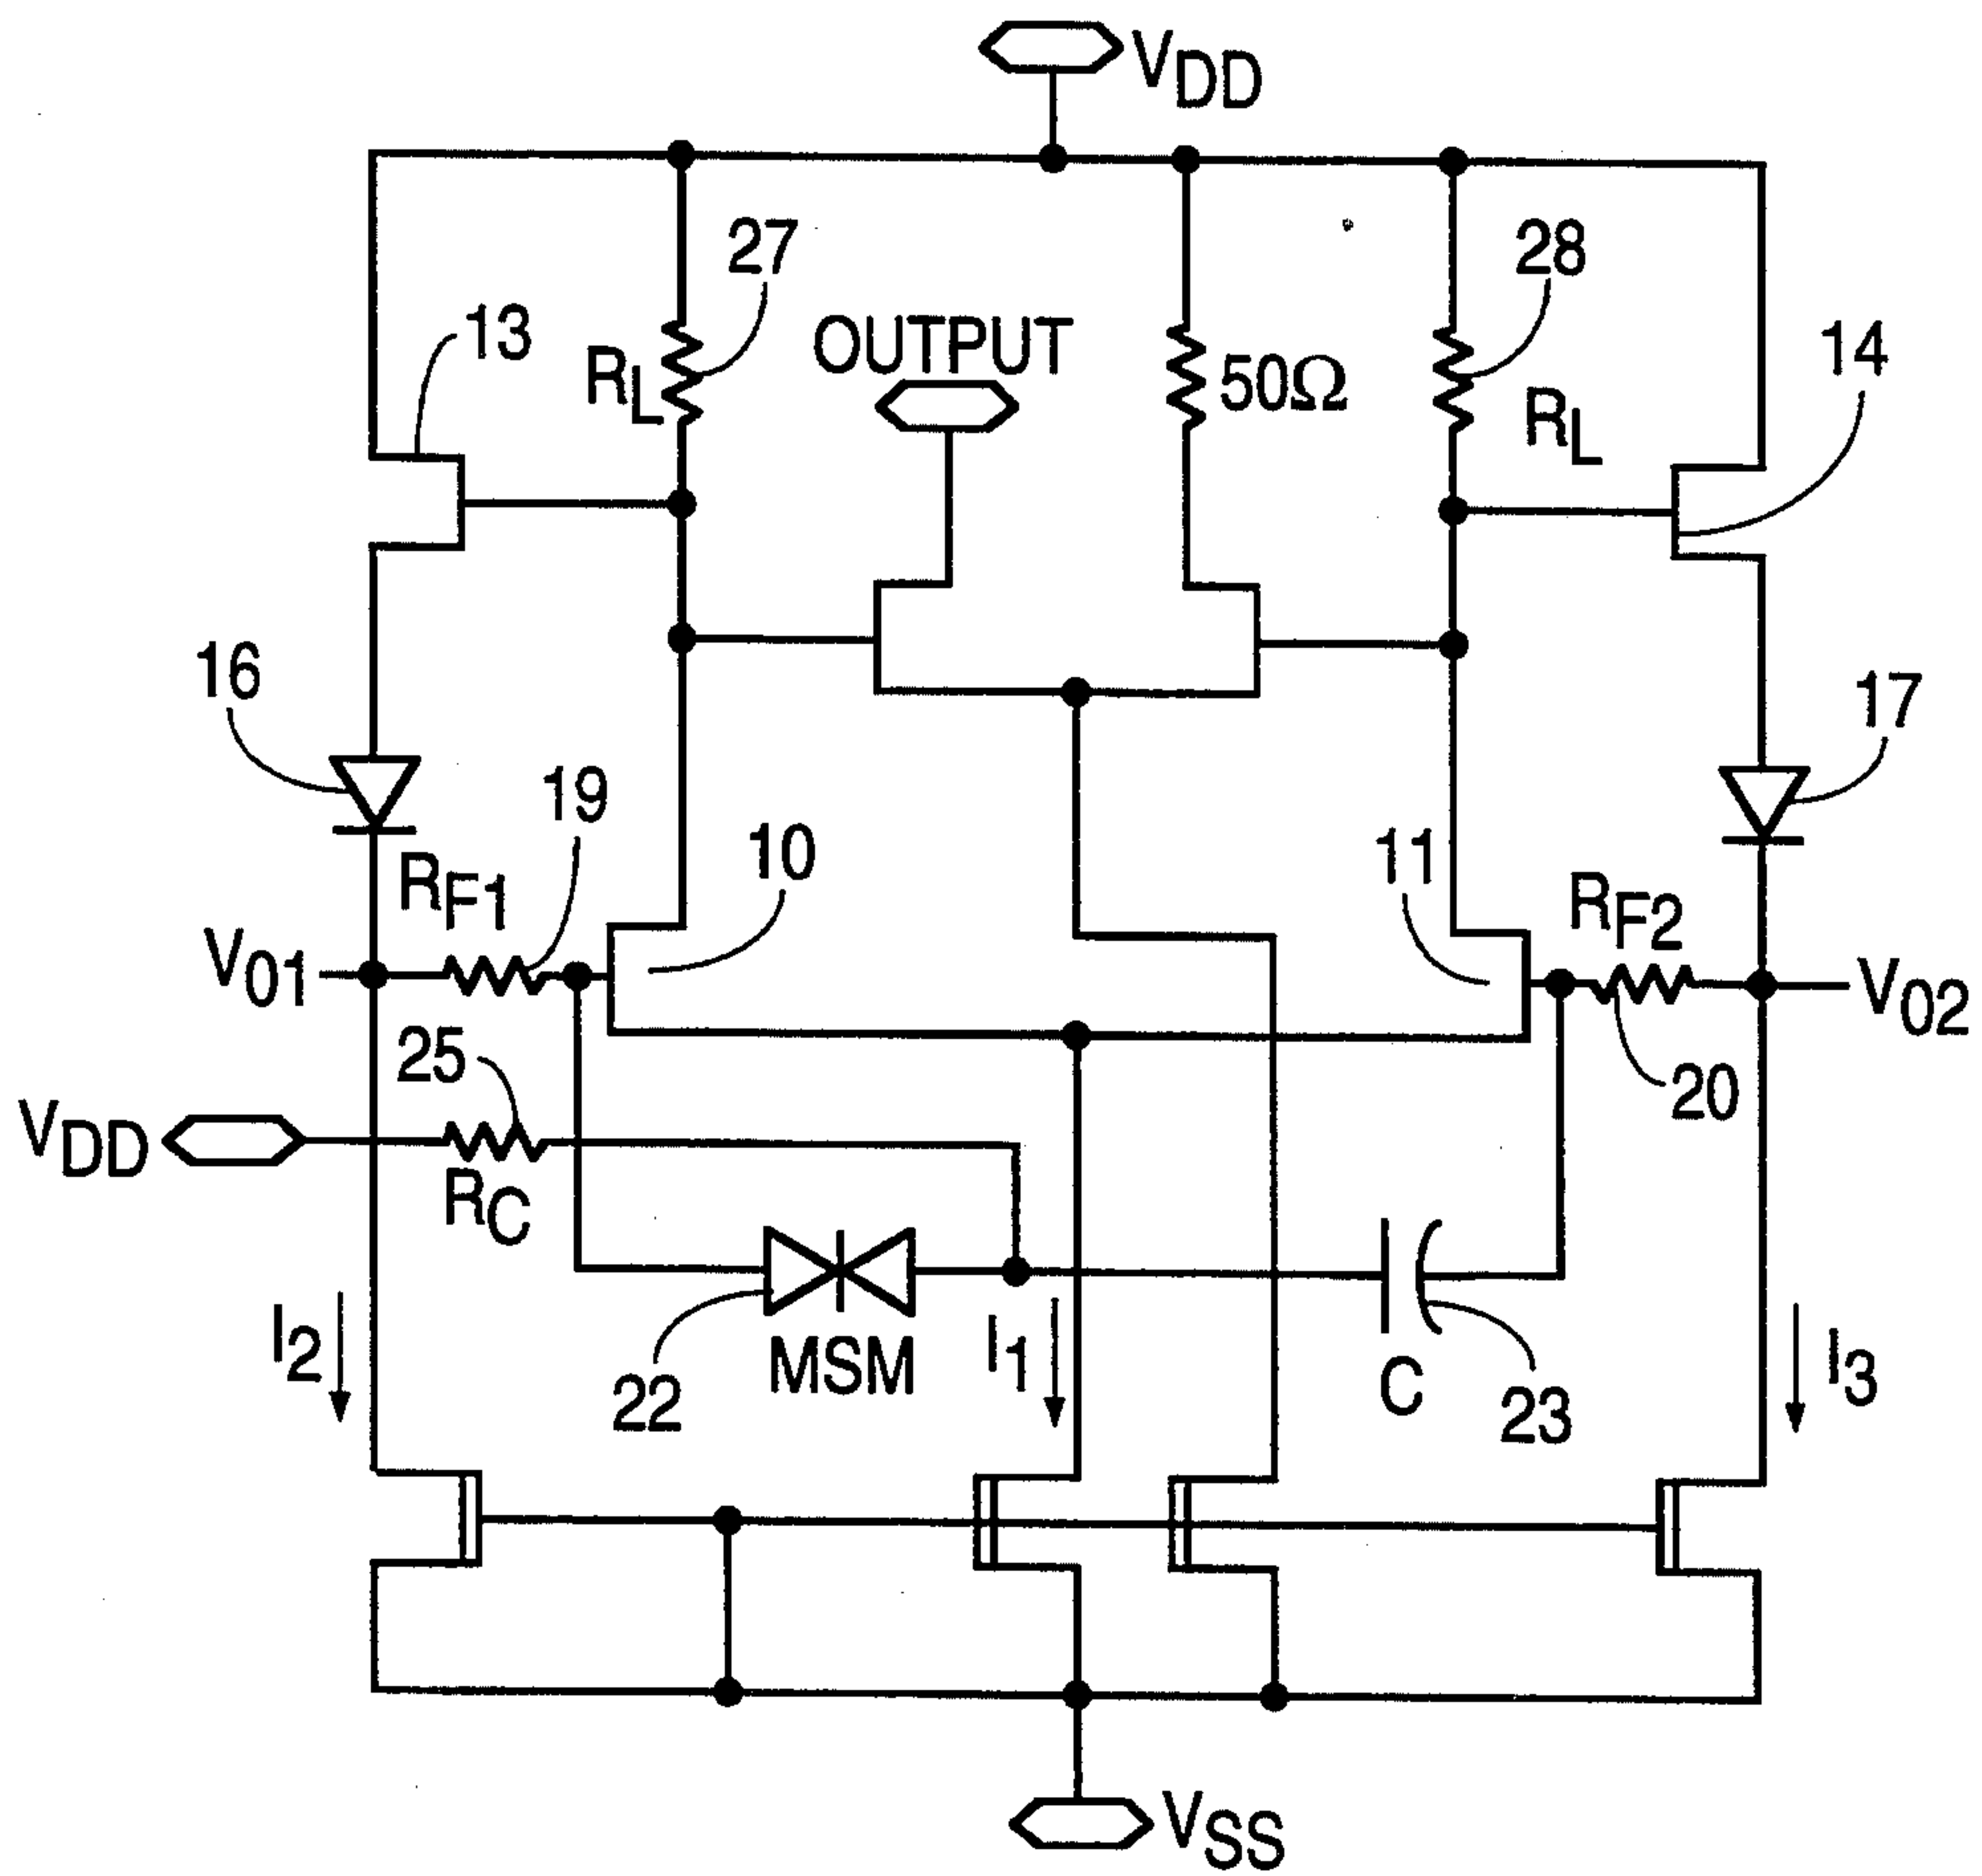 VDD
27
28
13
RL
OUTPUT
50Ω
RL
14
16
17
19
10
11
RF1
RF2
V01
V02
25
20
VDD
RC
I2
MSM
I1
C
I3
22
23
VSS